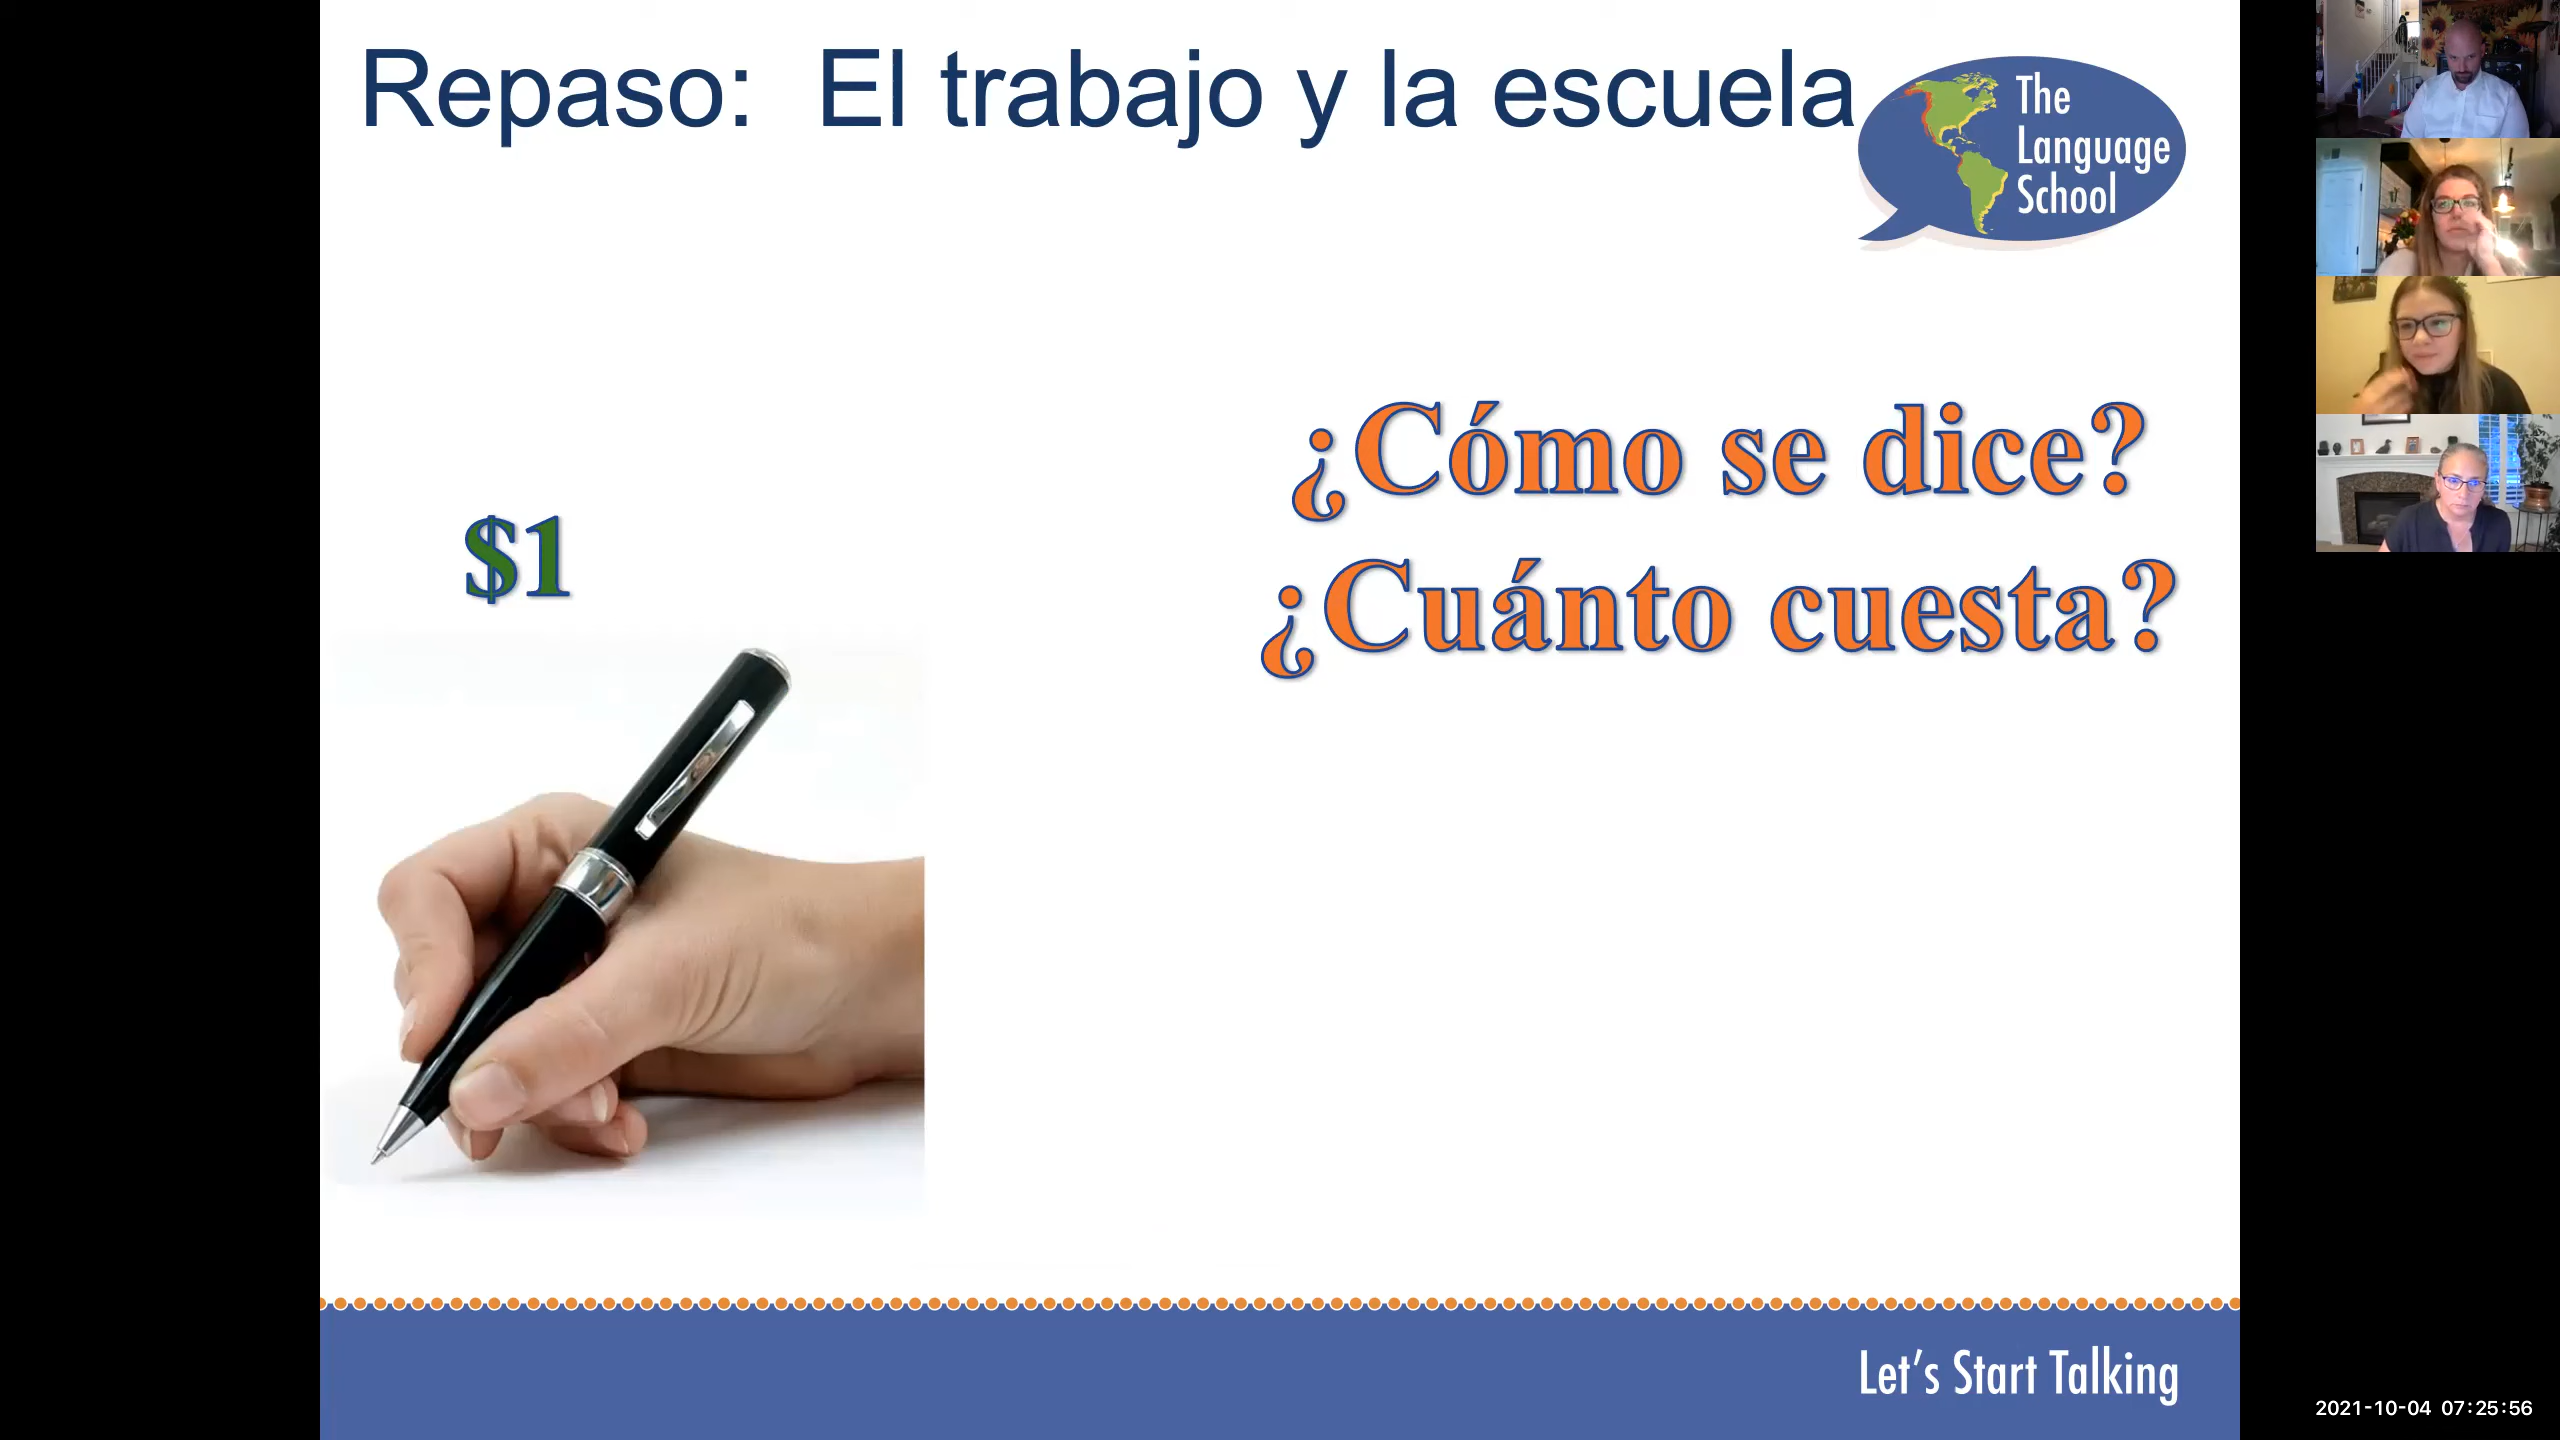 Repaso: El trabajo y la escuela
The
Language
School
¿Cómo se dice?
$1
¿Cuánto cuesta?
Let's Start Talking
2021-10-04 07:25:56